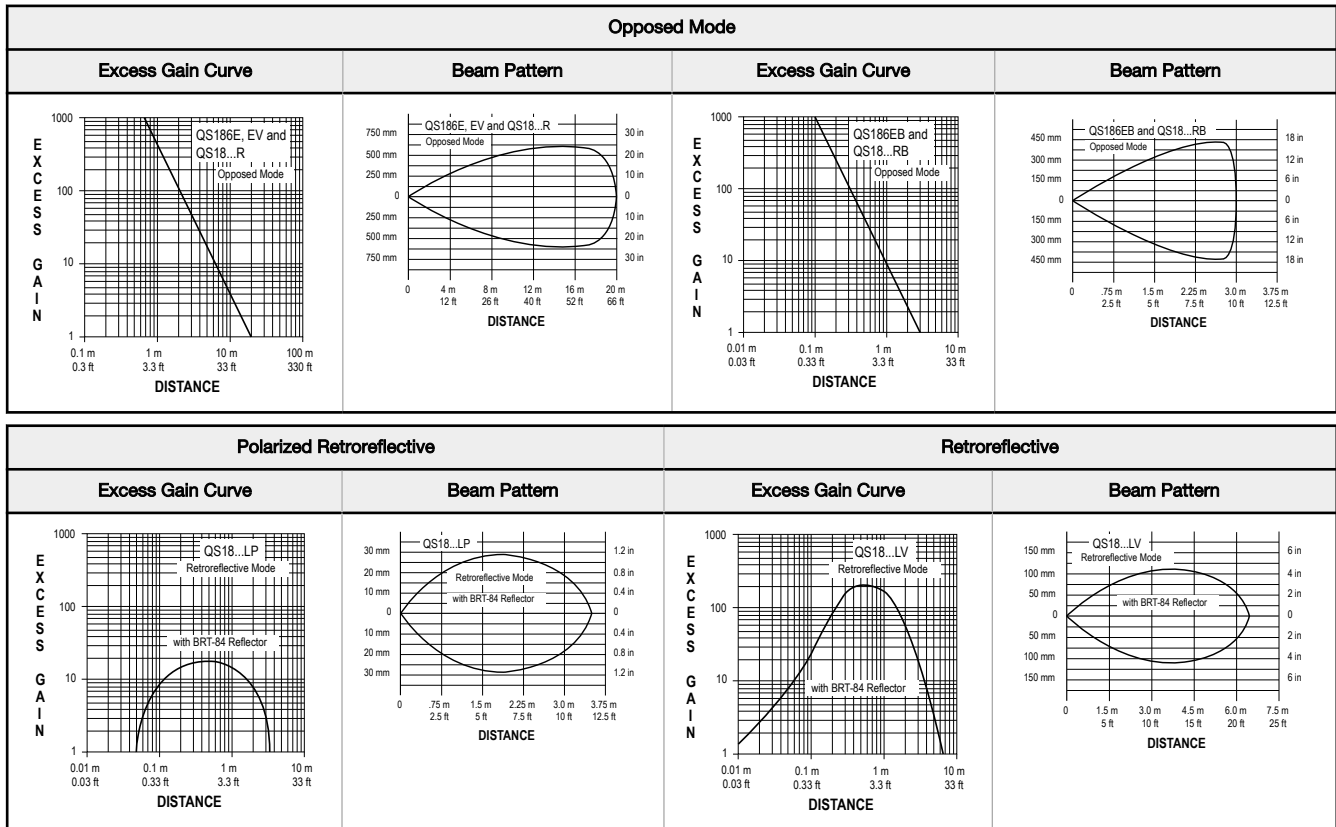 Opposed Mode
Excess Gain Curve
Beam Pattern
Excess Gain Curve
Beam Pattern
EXCESS GAIN
1000
100
10
1
QS186E, EV and
QS18...R
Opposed Mode
0.1 m 1 m 10 m 100 m
0.3 ft 3.3 ft 33 ft 330 ft
DISTANCE
750 mm
500 mm
250 mm
0
250 mm
500 mm
750 mm
QS186E, EV and QS18...R
Opposed Mode
30 in
20 in
10 in
0
10 in
20 in
30 in
0 4 m 8 m 12 m 16 m 20 m
12 ft 26 ft 40 ft 52 ft 66 ft
DISTANCE
EXCESS GAIN
1000
100
10
1
QS186EB and
QS18...RB
Opposed Mode
0.01 m 0.1 m 1 m 10 m
0.03 ft 0.33 ft 3.3 ft 33 ft
DISTANCE
450 mm
300 mm
150 mm
0
150 mm
300 mm
450 mm
QS186EB and QS18...RB
Opposed Mode
18 in
12 in
6 in
0
6 in
12 in
18 in
0 .75 m 1.5 m 2.25 m 3.0 m 3.75 m
2.5 ft 5 ft 7.5 ft 10 ft 12.5 ft
DISTANCE
Polarized Retroreflective
Retroreflective
Excess Gain Curve
Beam Pattern
Excess Gain Curve
Beam Pattern
EXCESS GAIN
1000
100
10
1
QS18...LP
Retroreflective Mode
with BRT-84 Reflector
0.01 m 0.1 m 1 m 10 m
0.03 ft 0.33 ft 3.3 ft 33 ft
DISTANCE
30 mm
20 mm
10 mm
0
10 mm
20 mm
30 mm
QS18...LP
Retroreflective Mode
with BRT-84 Reflector
1.2 in
0.8 in
0.4 in
0
0.4 in
0.4 in
1.2 in
0 .75 m 1.5 m 2.25 m 3.0 m 3.75 m
2.5 ft 5 ft 7.5 ft 10 ft 12.5 ft
DISTANCE
EXCESS GAIN
1000
100
10
1
QS18...LV
Retroreflective Mode
with BRT-84 Reflector
0.01 m 0.1 m 1 m 10 m
0.03 ft 0.33 ft 3.3 ft 33 ft
DISTANCE
150 mm
100 mm
50 mm
0
50 mm
100 mm
150 mm
QS18...LV
Retroreflective Mode
with BRT-84 Reflector
6 in
4 in
2 in
0
2 in
4 in
6 in
0 1.5 m 3.0 m 4.5 m 6.0 m 7.5 m
5 ft 10 ft 15 ft 20 ft 25 ft
DISTANCE